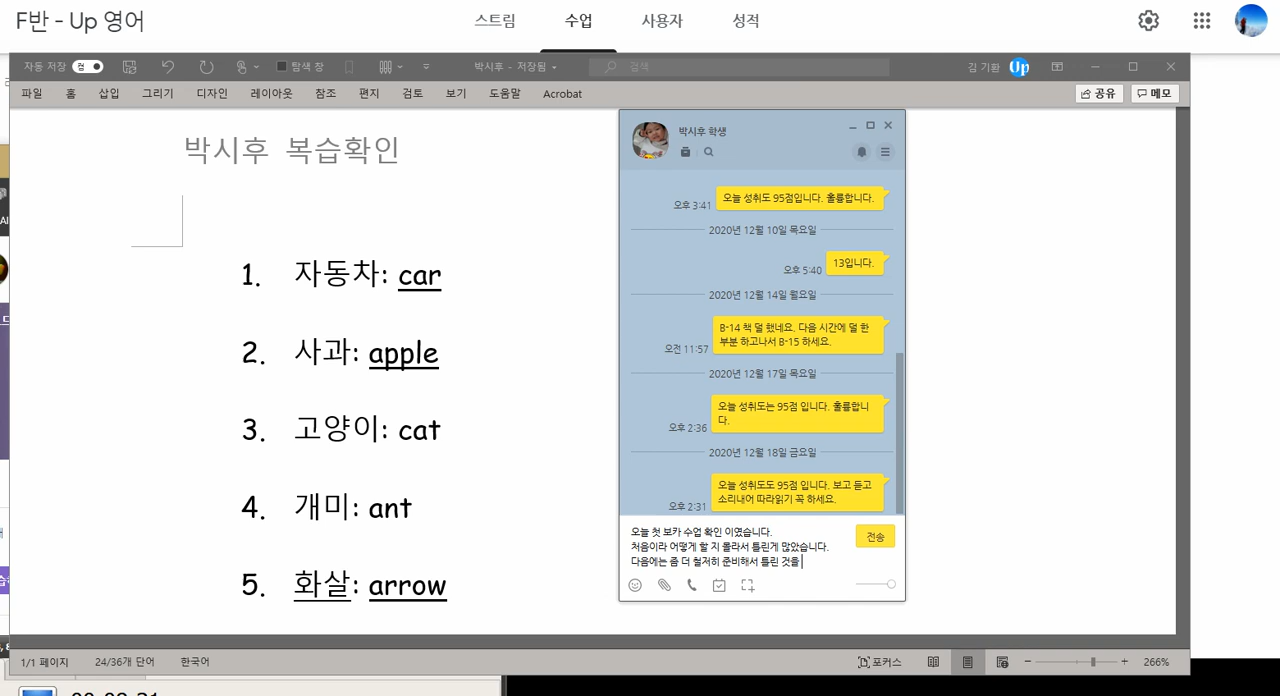 F반 - Up 영어
스트림 수업 사용자 성적
자동 저장 켬 탐색 창 박시후 - 저장됨 검색 김 기환 Up
파일 홈 삽입 그리기 디자인 레이아웃 참조 편지 검토 보기 도움말 Acrobat 공유 메모
박시후 복습확인
1. 자동차: car
2. 사과: apple
3. 고양이: cat
4. 개미: ant
5. 화살: arrow
박시후 학생
오늘 성취도 95점입니다. 훌륭합니다.
오후 3:41
2020년 12월 10일 목요일
13입니다.
오후 5:40
2020년 12월 14일 월요일
B-14 책 덜 했네요. 다음 시간에 덜 한
부분 하고나서 B-15 하세요.
오전 11:57
2020년 12월 17일 목요일
오늘 성취도는 95점 입니다. 훌륭합니
다.
오후 2:36
2020년 12월 18일 금요일
오늘 성취도도 95점 입니다. 보고 듣고
소리내어 따라읽기 꼭 하세요.
오후 2:31
오늘 첫 보카 수업 확인 이였습니다.
처음이라 어떻게 할 지 몰라서 틀린게 많았습니다.
다음에는 좀 더 철저히 준비해서 틀린 것을
전송
1/1 페이지 24/36개 단어 한국어 포커스 266%